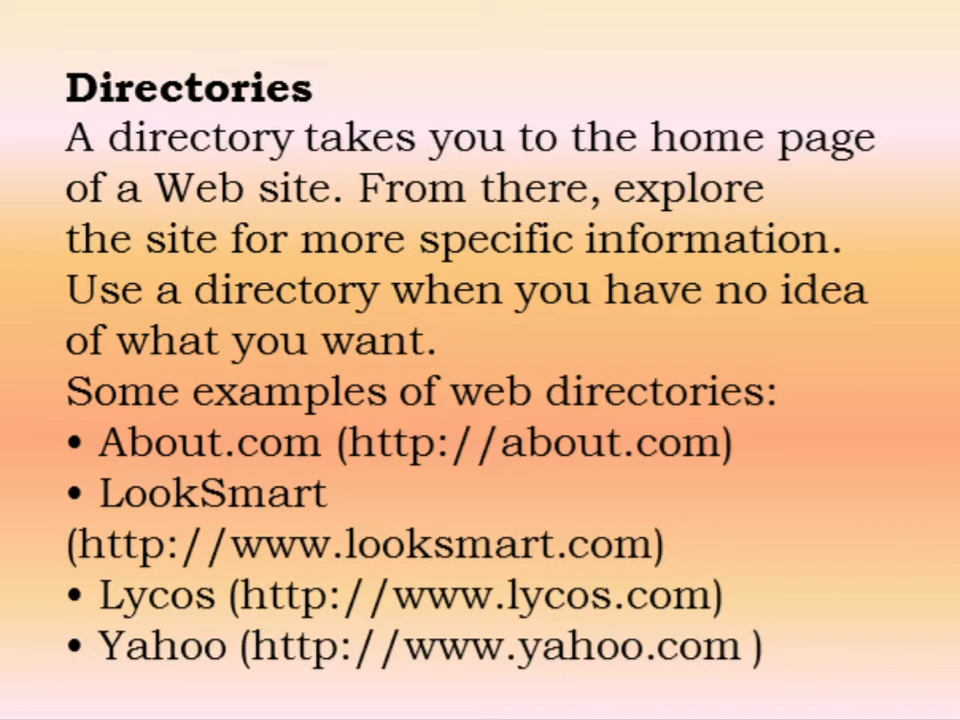 Directories
A directory takes you to the home page
of a Web site. From there, explore
the site for more specific information.
Use a directory when you have no idea
of what you want.
Some examples of web directories:
• About.com (http://about.com)
• LookSmart
(http://www.looksmart.com)
• Lycos (http://www.lycos.com)
• Yahoo (http://www.yahoo.com )